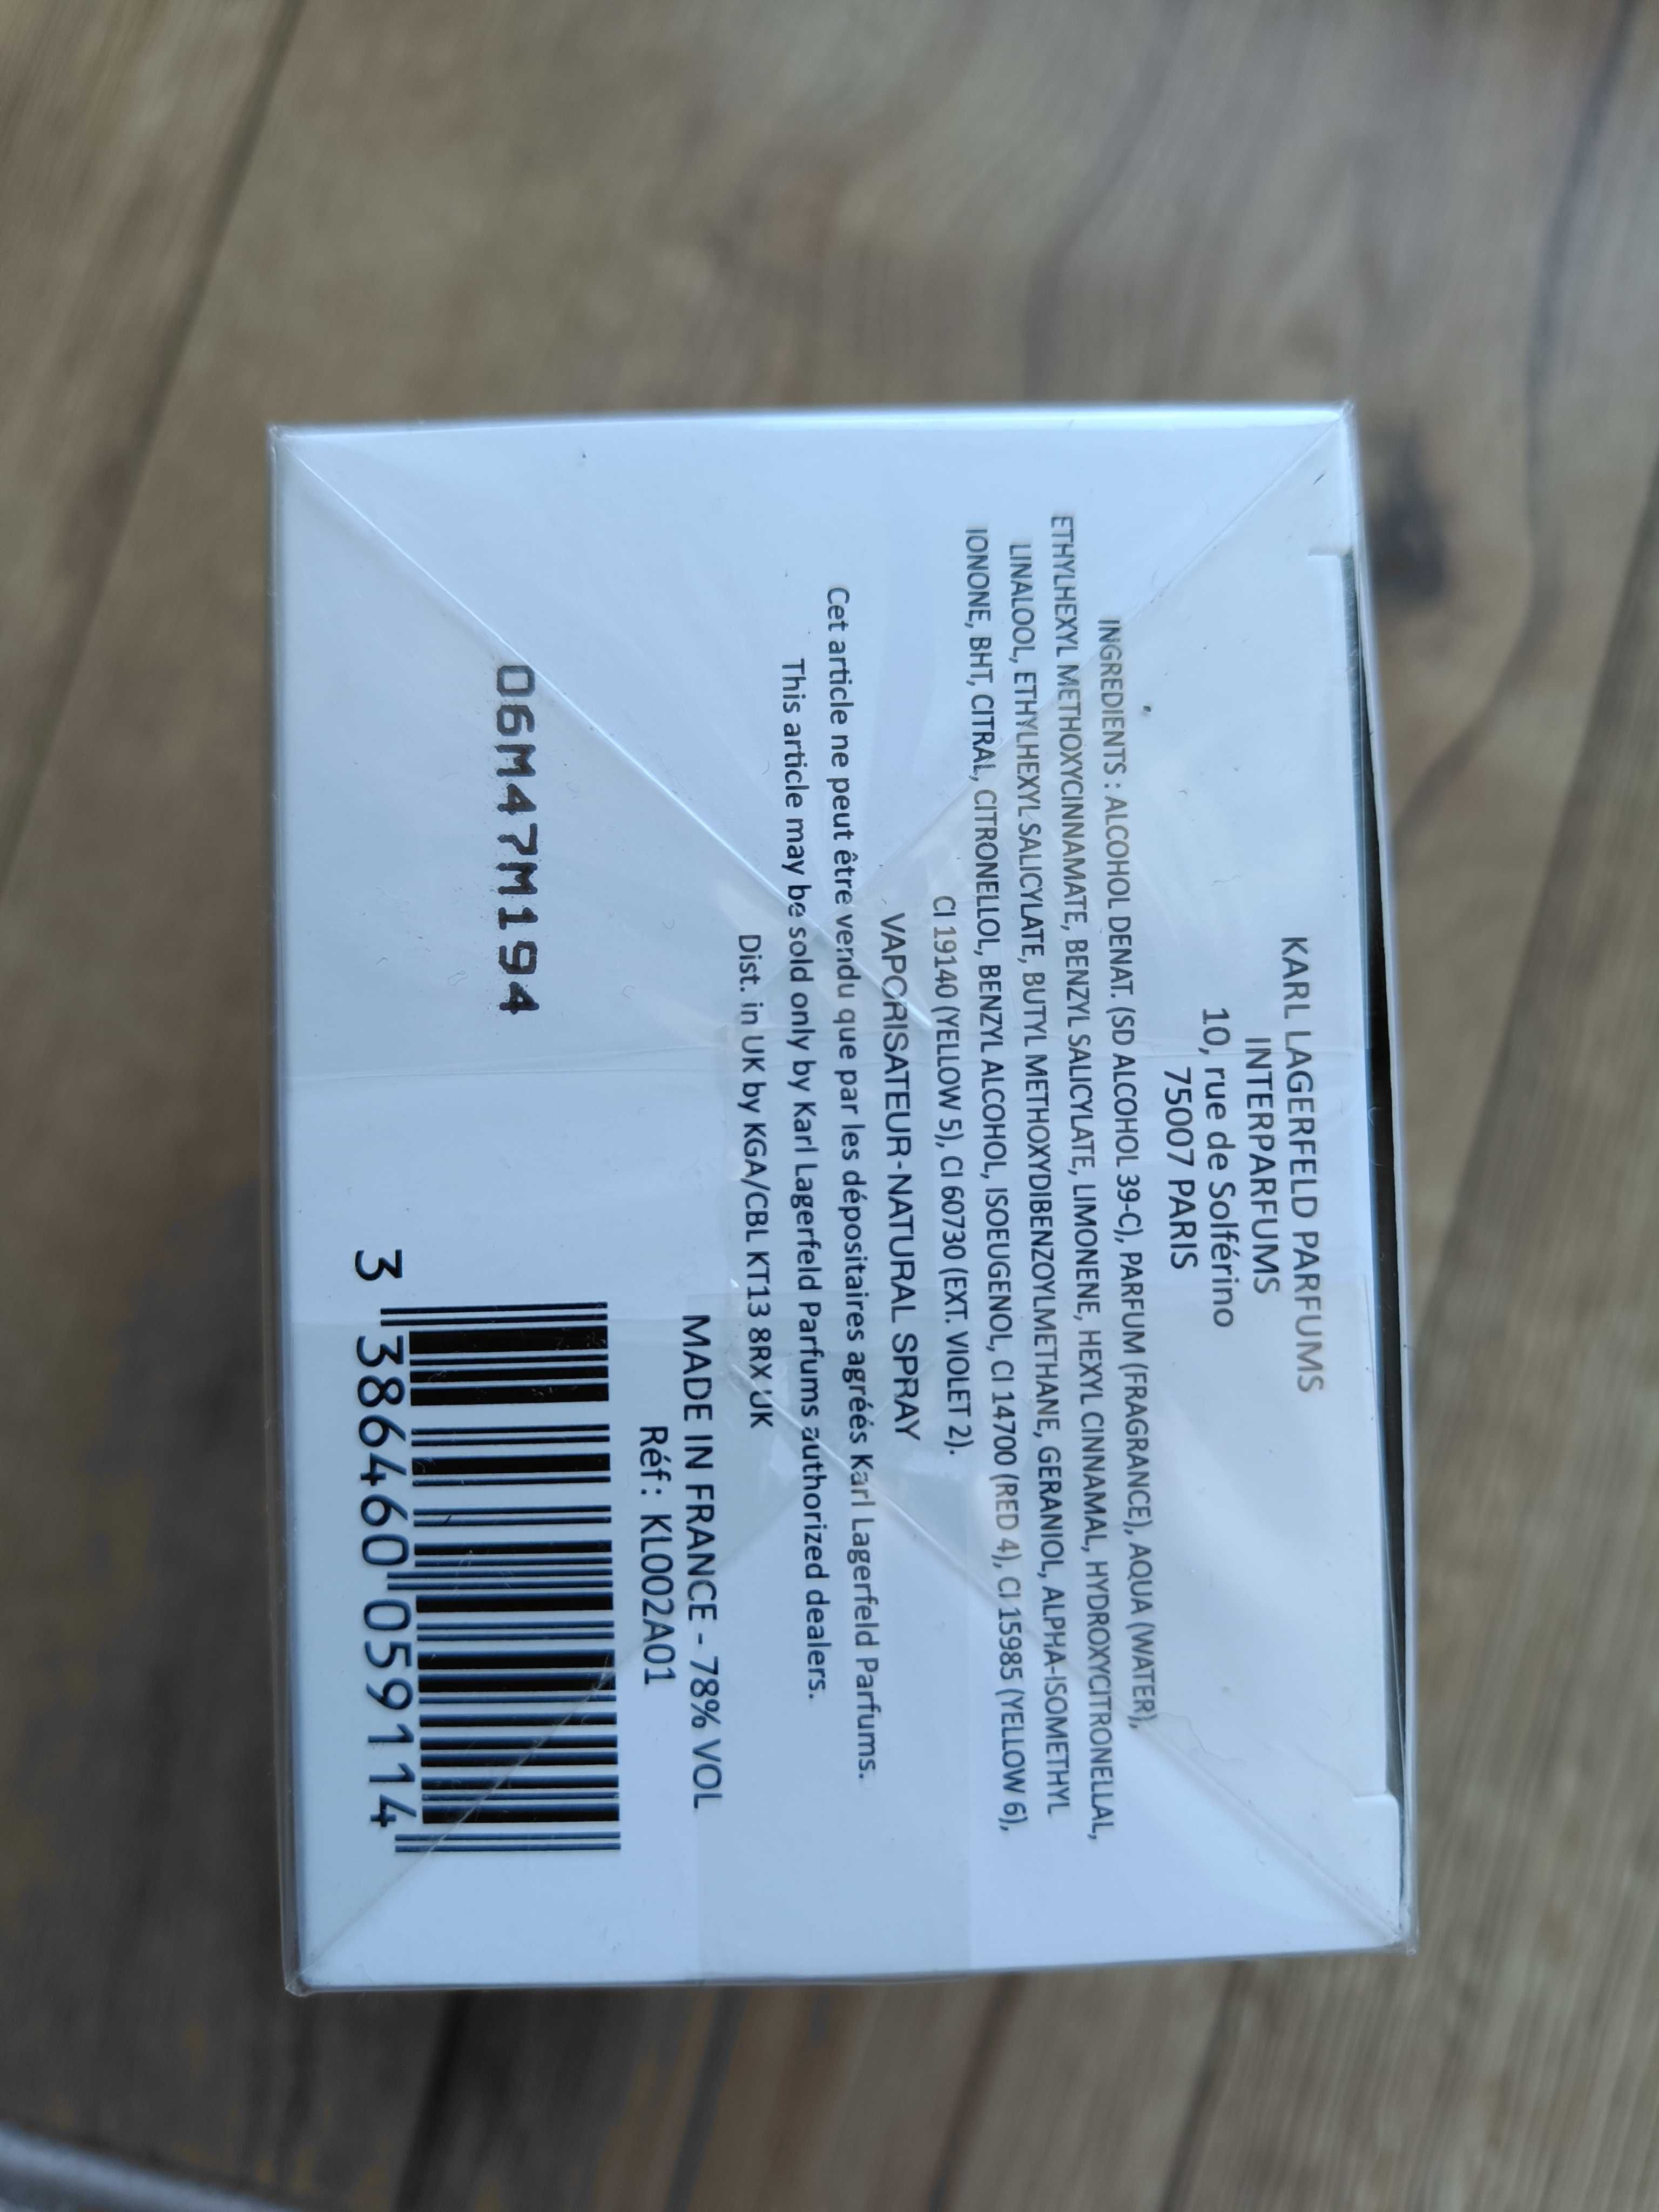 KARL LAGERFELD PARFUMS
INTERPARFUMS
10, rue de Solférino
75007 PARIS
INGREDIENTS : ALCOHOL DENAT. (SD ALCOHOL 39-C), PARFUM (FRAGRANCE), AQUA (WATER),
ETHYLHEXYL METHOXYCINNAMATE, BENZYL SALICYLATE, LIMONENE, HEXYL CINNAMAL, HYDROXYCITRONELLAL,
LINALOOL, ETHYLHEXYL SALICYLATE, BUTYL METHOXYDIBENZOYLMETHANE, GERANIOL, ALPHA-ISOMETHYL
IONONE, BHT, CITRAL, CITRONELLOL, BENZYL ALCOHOL, ISOEUGENOL, CI 14700 (RED 4), CI 15985 (YELLOW 6),
CI 19140 (YELLOW 5), CI 60730 (EXT. VIOLET 2).
VAPORISATEUR-NATURAL SPRAY
Cet article ne peut être vendu que par les dépositaires agréés Karl Lagerfeld Parfums.
This article may be sold only by Karl Lagerfeld Parfums authorized dealers.
Dist. in UK by KGA/CBL KT13 8RX UK
MADE IN FRANCE - 78% VOL
Réf : KL002A01
06M47M194
3 386460 059114